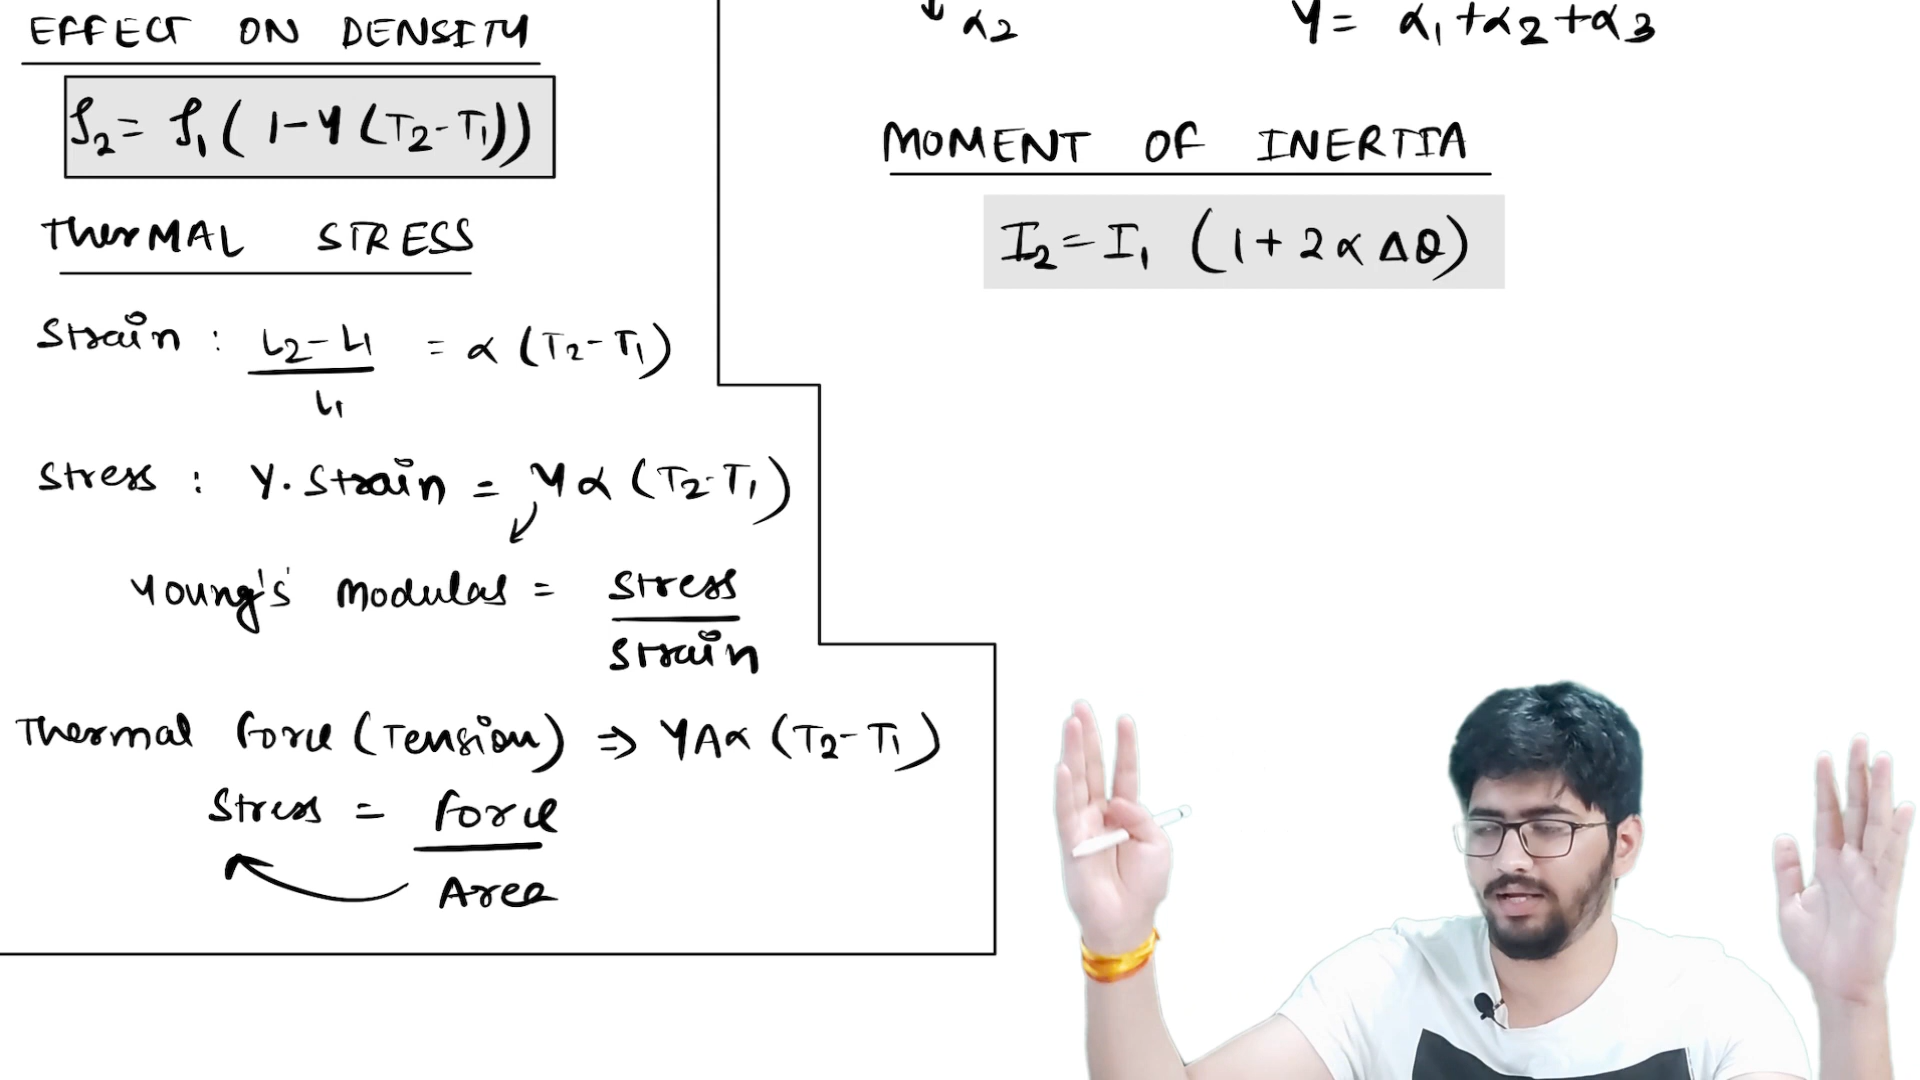 EFFECT ON DENSITY
ρ₂ = ρ₁ ( 1 - γ (T₂ - T₁))
Thermal STRESS
Strain : L₂ - L₁ / L₁ = α (T₂ - T₁)
Stress : Y. Strain = Yα (T₂ - T₁)
Young's Modulas = Stress / Strain
Thermal force (Tension) ⇒ YAα (T₂ - T₁)
Stress = force / Area
α₂
γ = α₁ + α₂ + α₃
MOMENT OF INERTIA
I₂ = I₁ (1 + 2α Δθ)